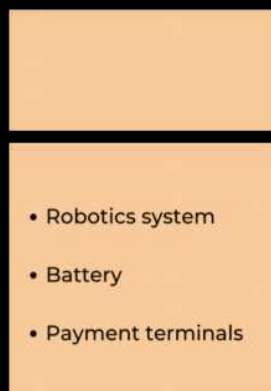 • Robotics system
• Battery
• Payment terminals